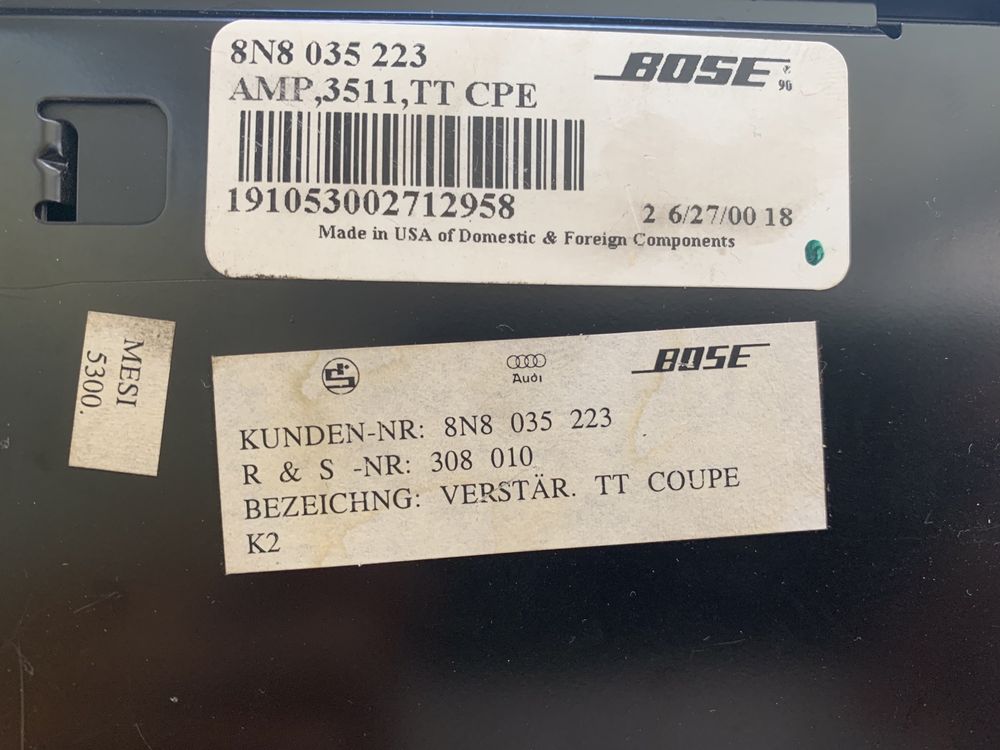 8N8 035 223
BOSE®
90
AMP,3511,TT CPE
191053002712958
2 6/27/00 18
Made in USA of Domestic & Foreign Components
MESI
5300.
Audi
BOSE
KUNDEN-NR: 8N8 035 223
R & S -NR: 308 010
BEZEICHNG: VERSTÄR. TT COUPE
K2